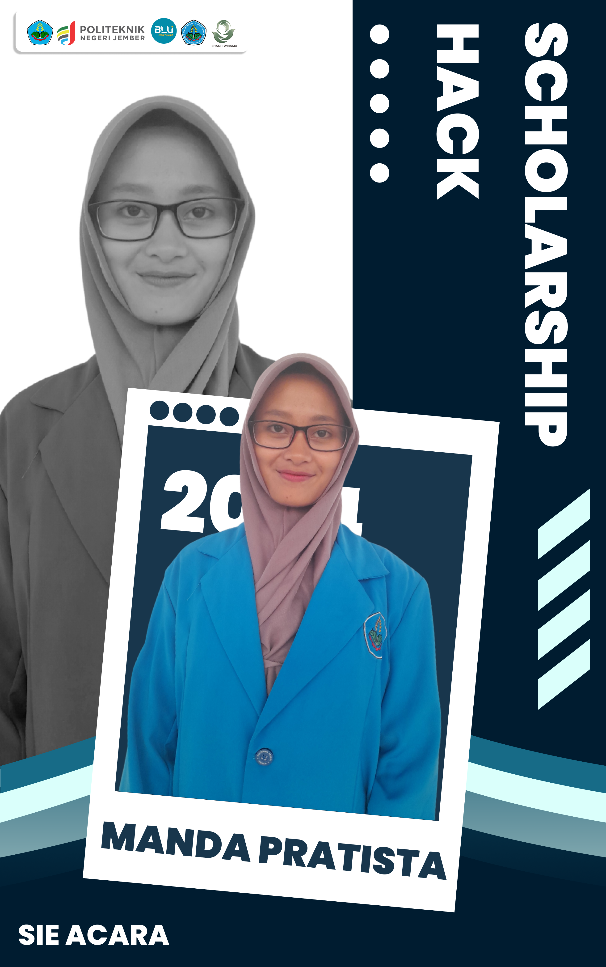 POLITEKNIK
NEGERI JEMBER
BLU
SCHOLARSHIP
HACK
MANDA PRATISTA
SIE ACARA